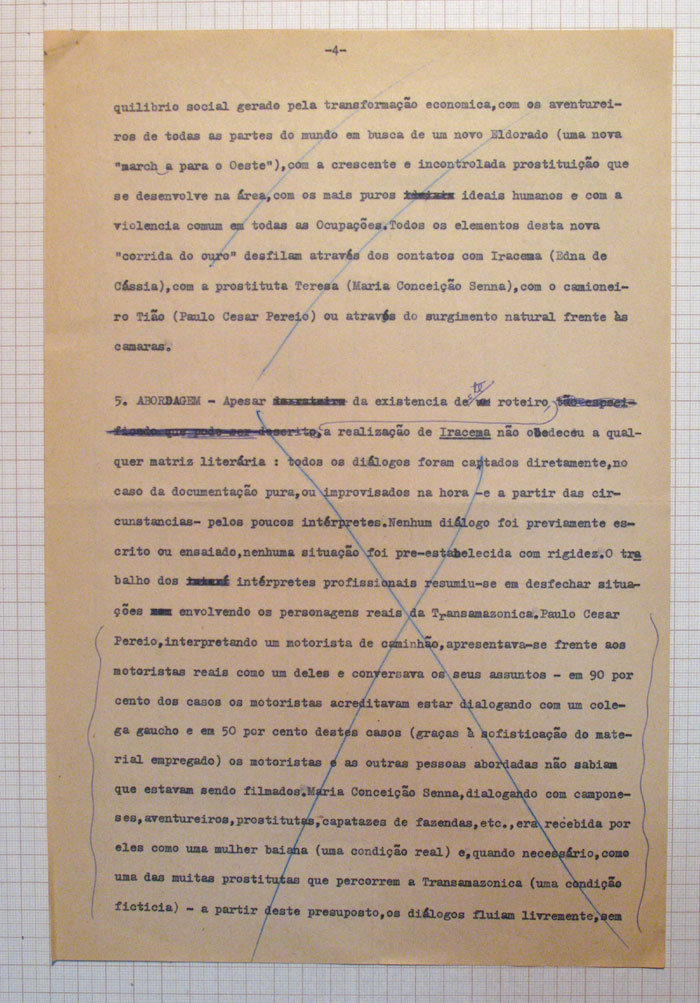 -4-
quilibrio social gerado pela transformação economica,com os aventurei-
ros de todas as partes do mundo em busca de um novo Eldorado (uma nova
"march a para o Oeste"),com a crescente e incontrolada prostituição que
se desenvolve na área,com os mais puros ideais humanos e com a
violencia comum em todas as Ocupações.Todos os elementos desta nova
"corrida do ouro" desfilam através dos contatos com Iracema (Edna de
Cássia),com a prostituta Teresa (Maria Conceição Senna),com o camionei-
ro Tião (Paulo Cesar Pereio) ou através do surgimento natural frente às
camaras.
5. ABORDAGEM - Apesar da existencia de roteiro, tão especi-
ficado que pode ser descrito,a realização de Iracema não obedeceu a qual-
quer matriz literária : todos os diálogos foram captados diretamente,no
caso da documentação pura,ou improvisados na hora -e a partir das cir-
cunstancias- pelos poucos intérpretes.Nenhum diálogo foi previamente es-
crito ou ensaiado,nenhuma situação foi pre-estabelecida com rigidez.O tra
balho dos intérpretes profissionais resumiu-se em desfechar situa-
ções envolvendo os personagens reais da Transamazonica.Paulo Cesar
Pereio,interpretando um motorista de caminhão,apresentava-se frente aos
motoristas reais como um deles e conversava os seus assuntos - em 90 por
cento dos casos os motoristas acreditavam estar dialogando com um cole-
ga gaucho e em 50 por cento destes casos (graças à sofisticação do mate-
rial empregado) os motoristas e as outras pessoas abordadas não sabiam
que estavam sendo filmados.Maria Conceição Senna,dialogando com campone-
ses,aventureiros,prostitutas,capatazes de fazendas,etc.,era recebida por
eles como uma mulher baiana (uma condição real) e,quando necessário,como
uma das muitas prostitutas que percorrem a Transamazonica (uma condição
ficticia) - a partir deste presuposto,os diálogos fluiam livremente,sem